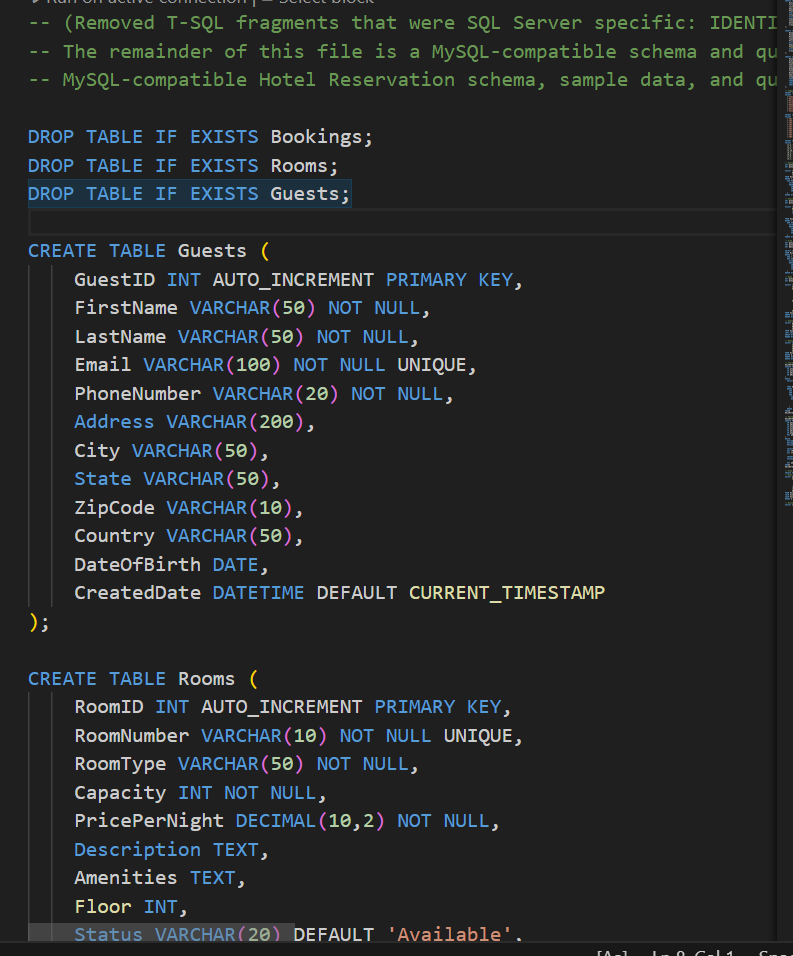 Run on active connection | Select block
-- (Removed T-SQL fragments that were SQL Server specific: IDENTI
-- The remainder of this file is a MySQL-compatible schema and qu
-- MySQL-compatible Hotel Reservation schema, sample data, and qu
DROP TABLE IF EXISTS Bookings;
DROP TABLE IF EXISTS Rooms;
DROP TABLE IF EXISTS Guests;
CREATE TABLE Guests (
GuestID INT AUTO_INCREMENT PRIMARY KEY,
FirstName VARCHAR(50) NOT NULL,
LastName VARCHAR(50) NOT NULL,
Email VARCHAR(100) NOT NULL UNIQUE,
PhoneNumber VARCHAR(20) NOT NULL,
Address VARCHAR(200),
City VARCHAR(50),
State VARCHAR(50),
ZipCode VARCHAR(10),
Country VARCHAR(50),
DateOfBirth DATE,
CreatedDate DATETIME DEFAULT CURRENT_TIMESTAMP
);
CREATE TABLE Rooms (
RoomID INT AUTO_INCREMENT PRIMARY KEY,
RoomNumber VARCHAR(10) NOT NULL UNIQUE,
RoomType VARCHAR(50) NOT NULL,
Capacity INT NOT NULL,
PricePerNight DECIMAL(10,2) NOT NULL,
Description TEXT,
Amenities TEXT,
Floor INT,
Status VARCHAR(20) DEFAULT 'Available',